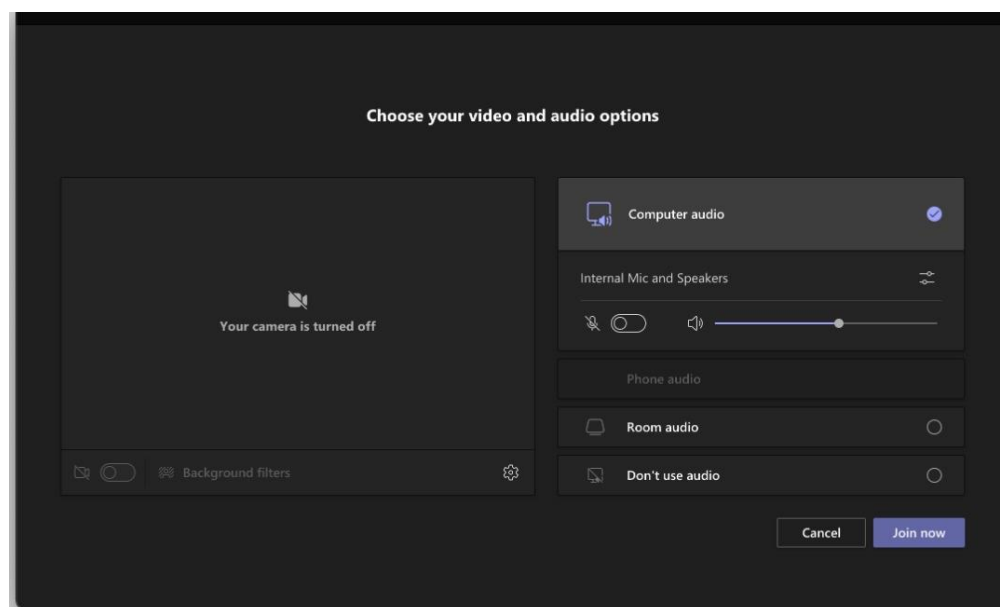 Choose your video and audio options
Your camera is turned off
Background filters
Computer audio
Internal Mic and Speakers
Phone audio
Room audio
Don't use audio
Cancel
Join now